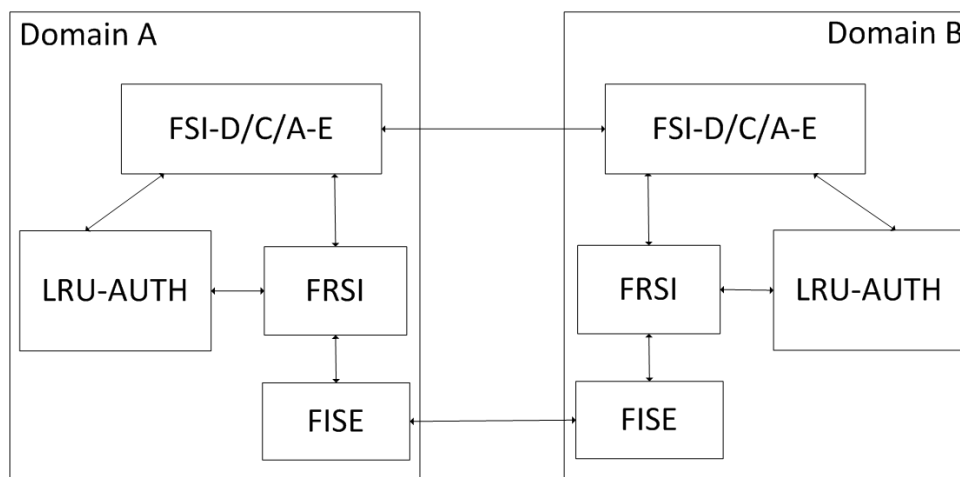 Domain A
FSI-D/C/A-E
LRU-AUTH
FRSI
FISE
Domain B
FSI-D/C/A-E
FRSI
LRU-AUTH
FISE